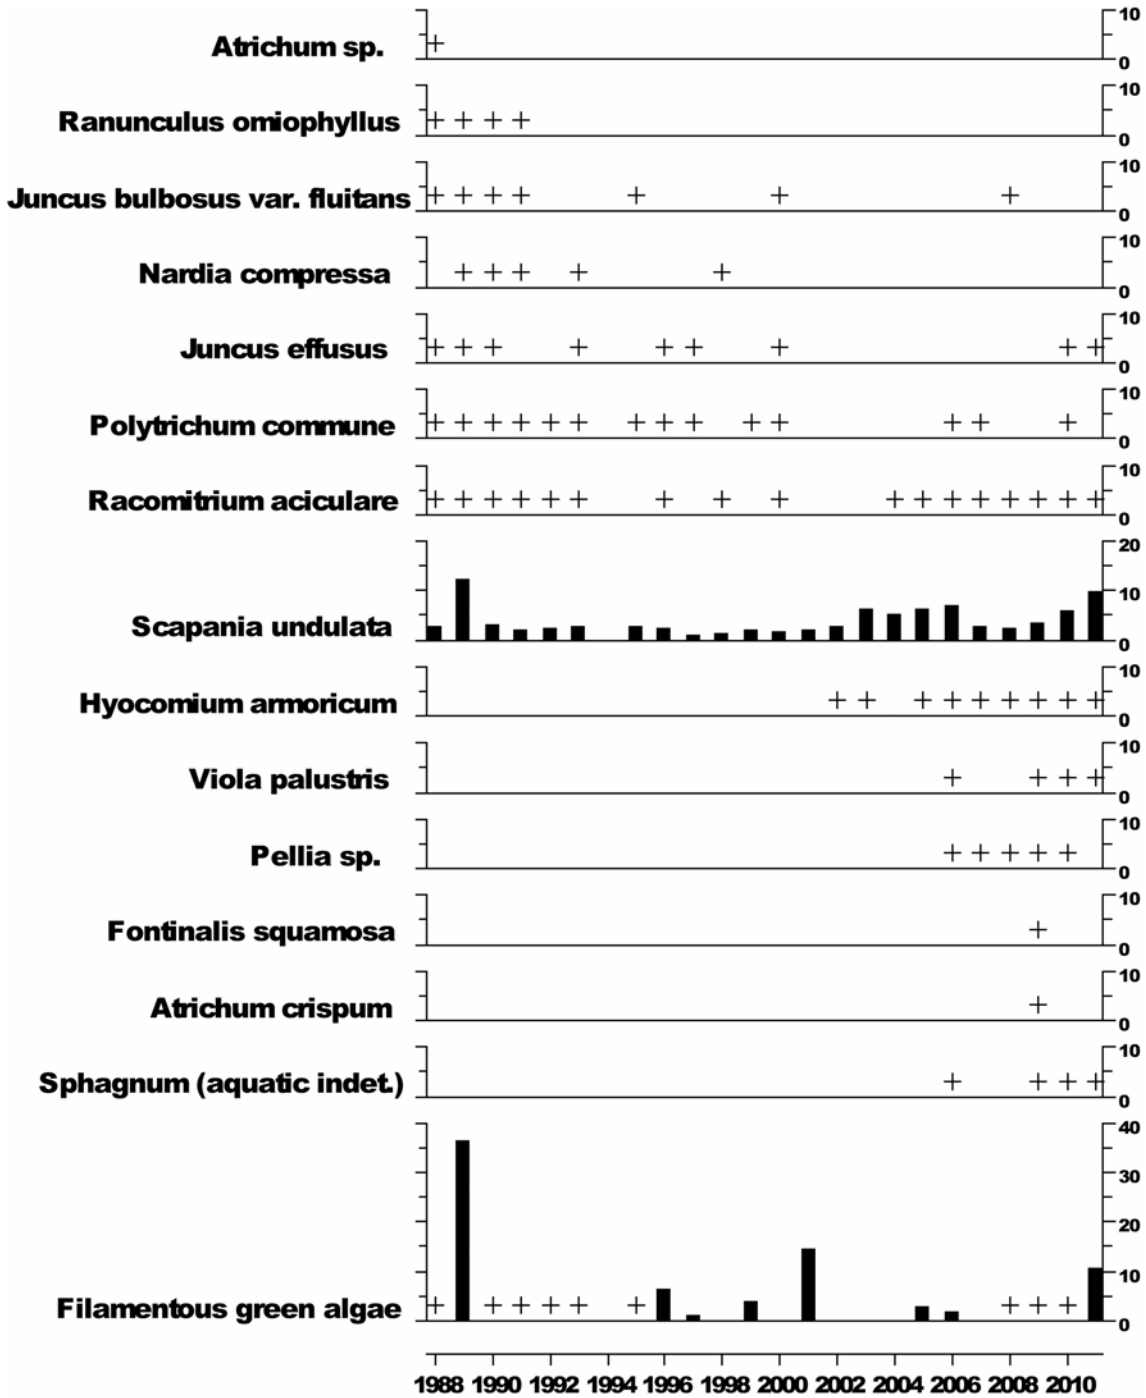 10
Atrichum sp.
0
10
Ranunculus omiophyllus
0
10
Juncus bulbosus var. fluitans
0
10
Nardia compressa
0
10
Juncus effusus
0
10
Polytrichum commune
0
10
Racomitrium aciculare
0
20
10
Scapania undulata
0
10
Hyocomium armoricum
0
10
Viola palustris
0
10
Pellia sp.
0
10
Fontinalis squamosa
0
10
Atrichum crispum
0
10
Sphagnum (aquatic indet.)
0
40
30
20
10
Filamentous green algae
0
1988 1990 1992 1994 1996 1998 2000 2002 2004 2006 2008 2010